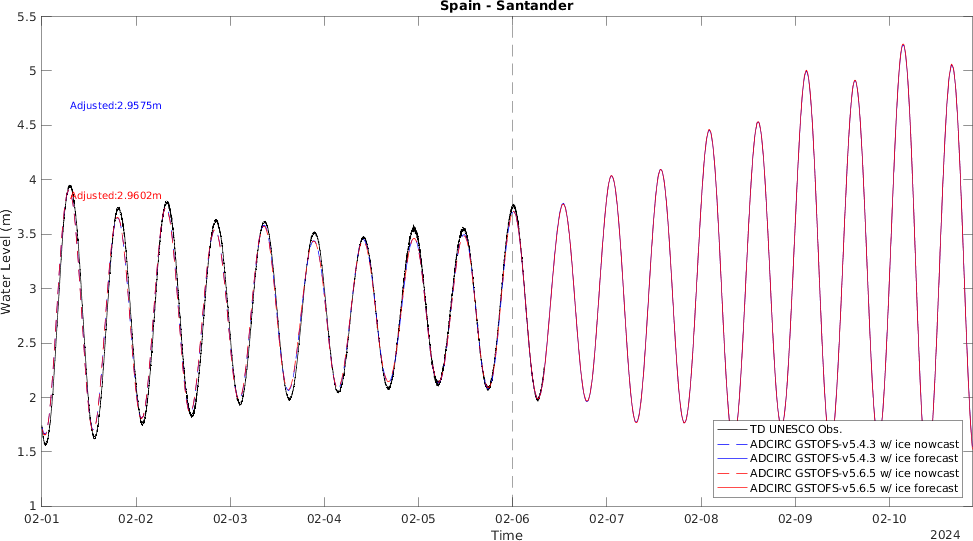 Spain - Santander
5.5
5
4.5
4
3.5
3
2.5
2
1.5
1
Water Level (m)
Adjusted:2.9575m
Adjusted:2.9602m
TD UNESCO Obs.
ADCIRC GSTOFS-v5.4.3 w/ ice nowcast
ADCIRC GSTOFS-v5.4.3 w/ ice forecast
ADCIRC GSTOFS-v5.6.5 w/ ice nowcast
ADCIRC GSTOFS-v5.6.5 w/ ice forecast
02-01 02-02 02-03 02-04 02-05 02-06 02-07 02-08 02-09 02-10
Time
2024